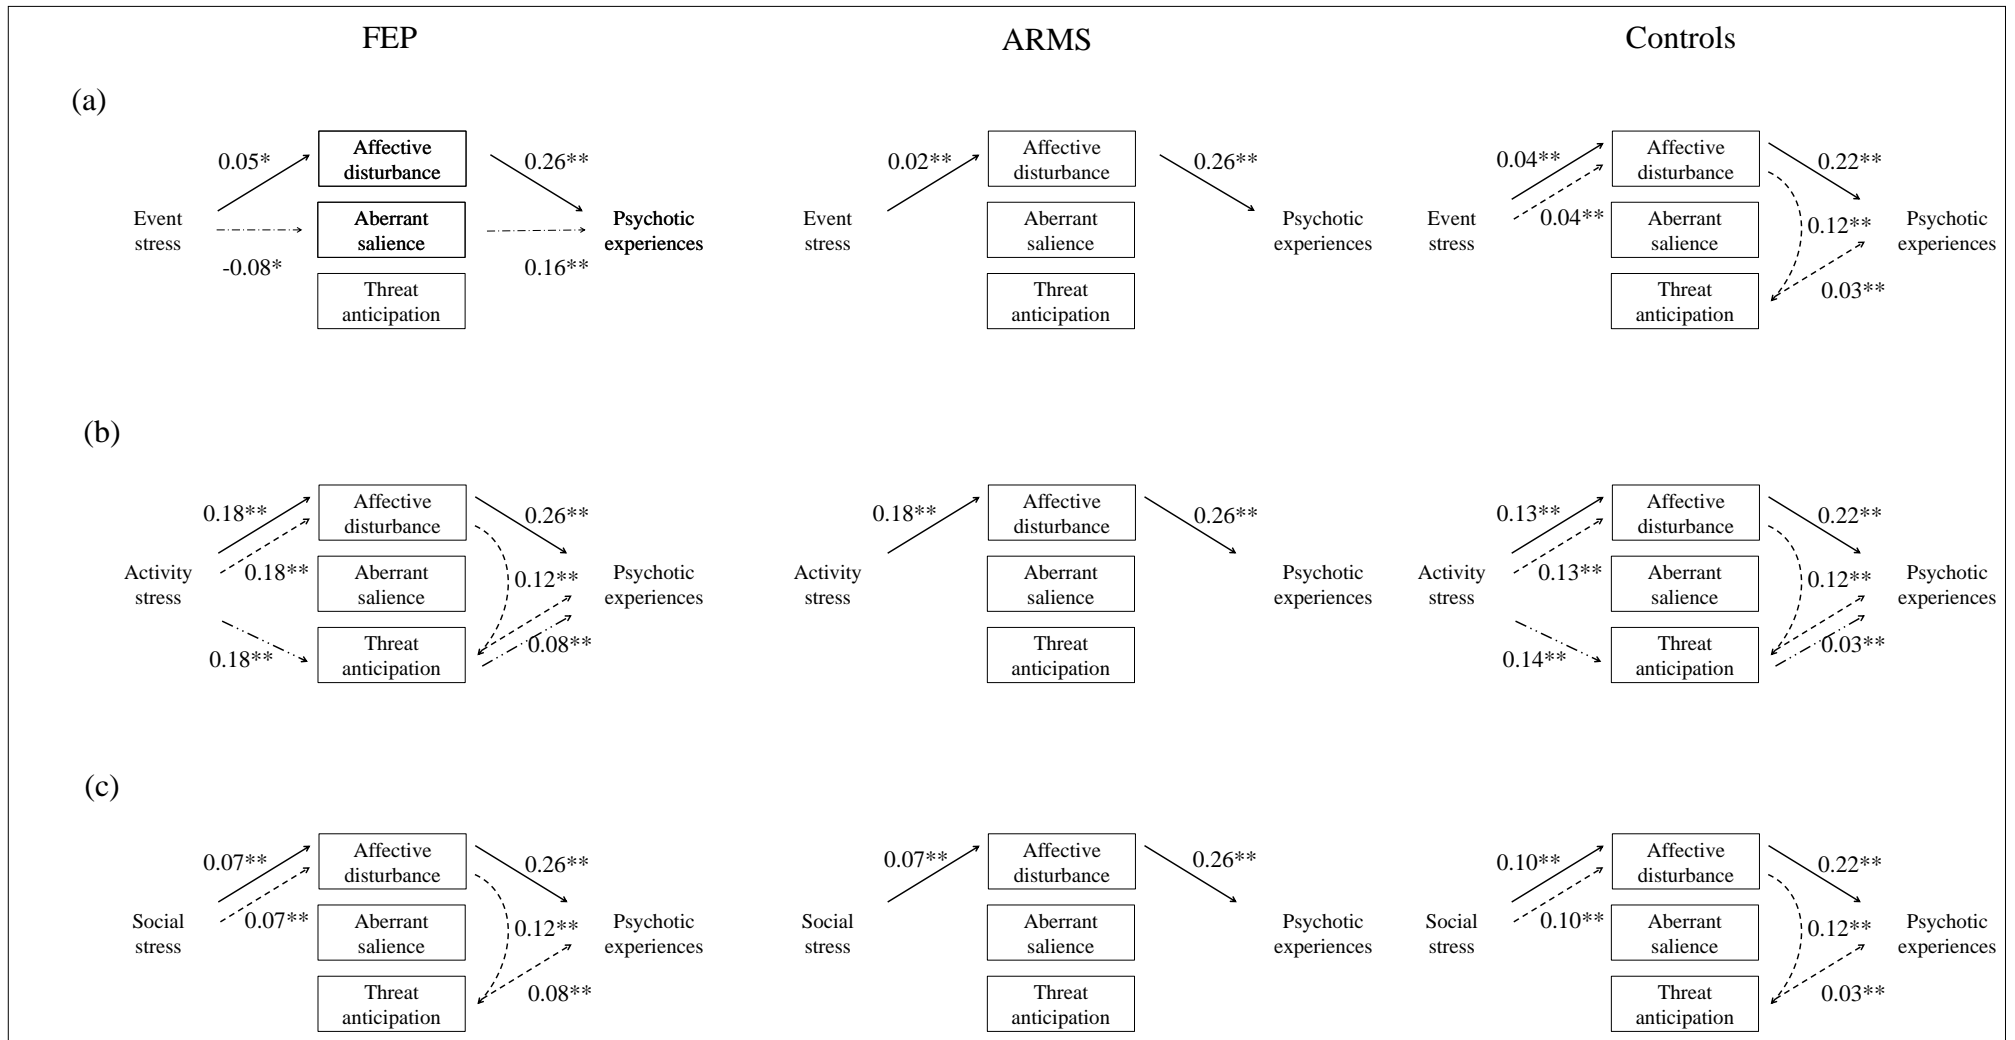 FEP
ARMS
Controls
(a)
Event
stress
0.05*
-0.08*
Affective
disturbance
Aberrant
salience
Threat
anticipation
0.26**
0.16**
Psychotic
experiences
Event
stress
0.02**
Affective
disturbance
Aberrant
salience
Threat
anticipation
0.26**
Psychotic
experiences
Event
stress
0.04**
0.04**
Affective
disturbance
Aberrant
salience
Threat
anticipation
0.22**
0.12**
0.03**
Psychotic
experiences
(b)
Activity
stress
0.18**
0.18**
0.18**
Affective
disturbance
Aberrant
salience
Threat
anticipation
0.26**
0.12**
0.08**
Psychotic
experiences
Activity
stress
0.18**
Affective
disturbance
Aberrant
salience
Threat
anticipation
0.26**
Psychotic
experiences
Activity
stress
0.13**
0.13**
0.14**
Affective
disturbance
Aberrant
salience
Threat
anticipation
0.22**
0.12**
0.03**
Psychotic
experiences
(c)
Social
stress
0.07**
0.07**
Affective
disturbance
Aberrant
salience
Threat
anticipation
0.26**
0.12**
0.08**
Psychotic
experiences
Social
stress
0.07**
Affective
disturbance
Aberrant
salience
Threat
anticipation
0.26**
Psychotic
experiences
Social
stress
0.10**
0.10**
Affective
disturbance
Aberrant
salience
Threat
anticipation
0.22**
0.12**
0.03**
Psychotic
experiences